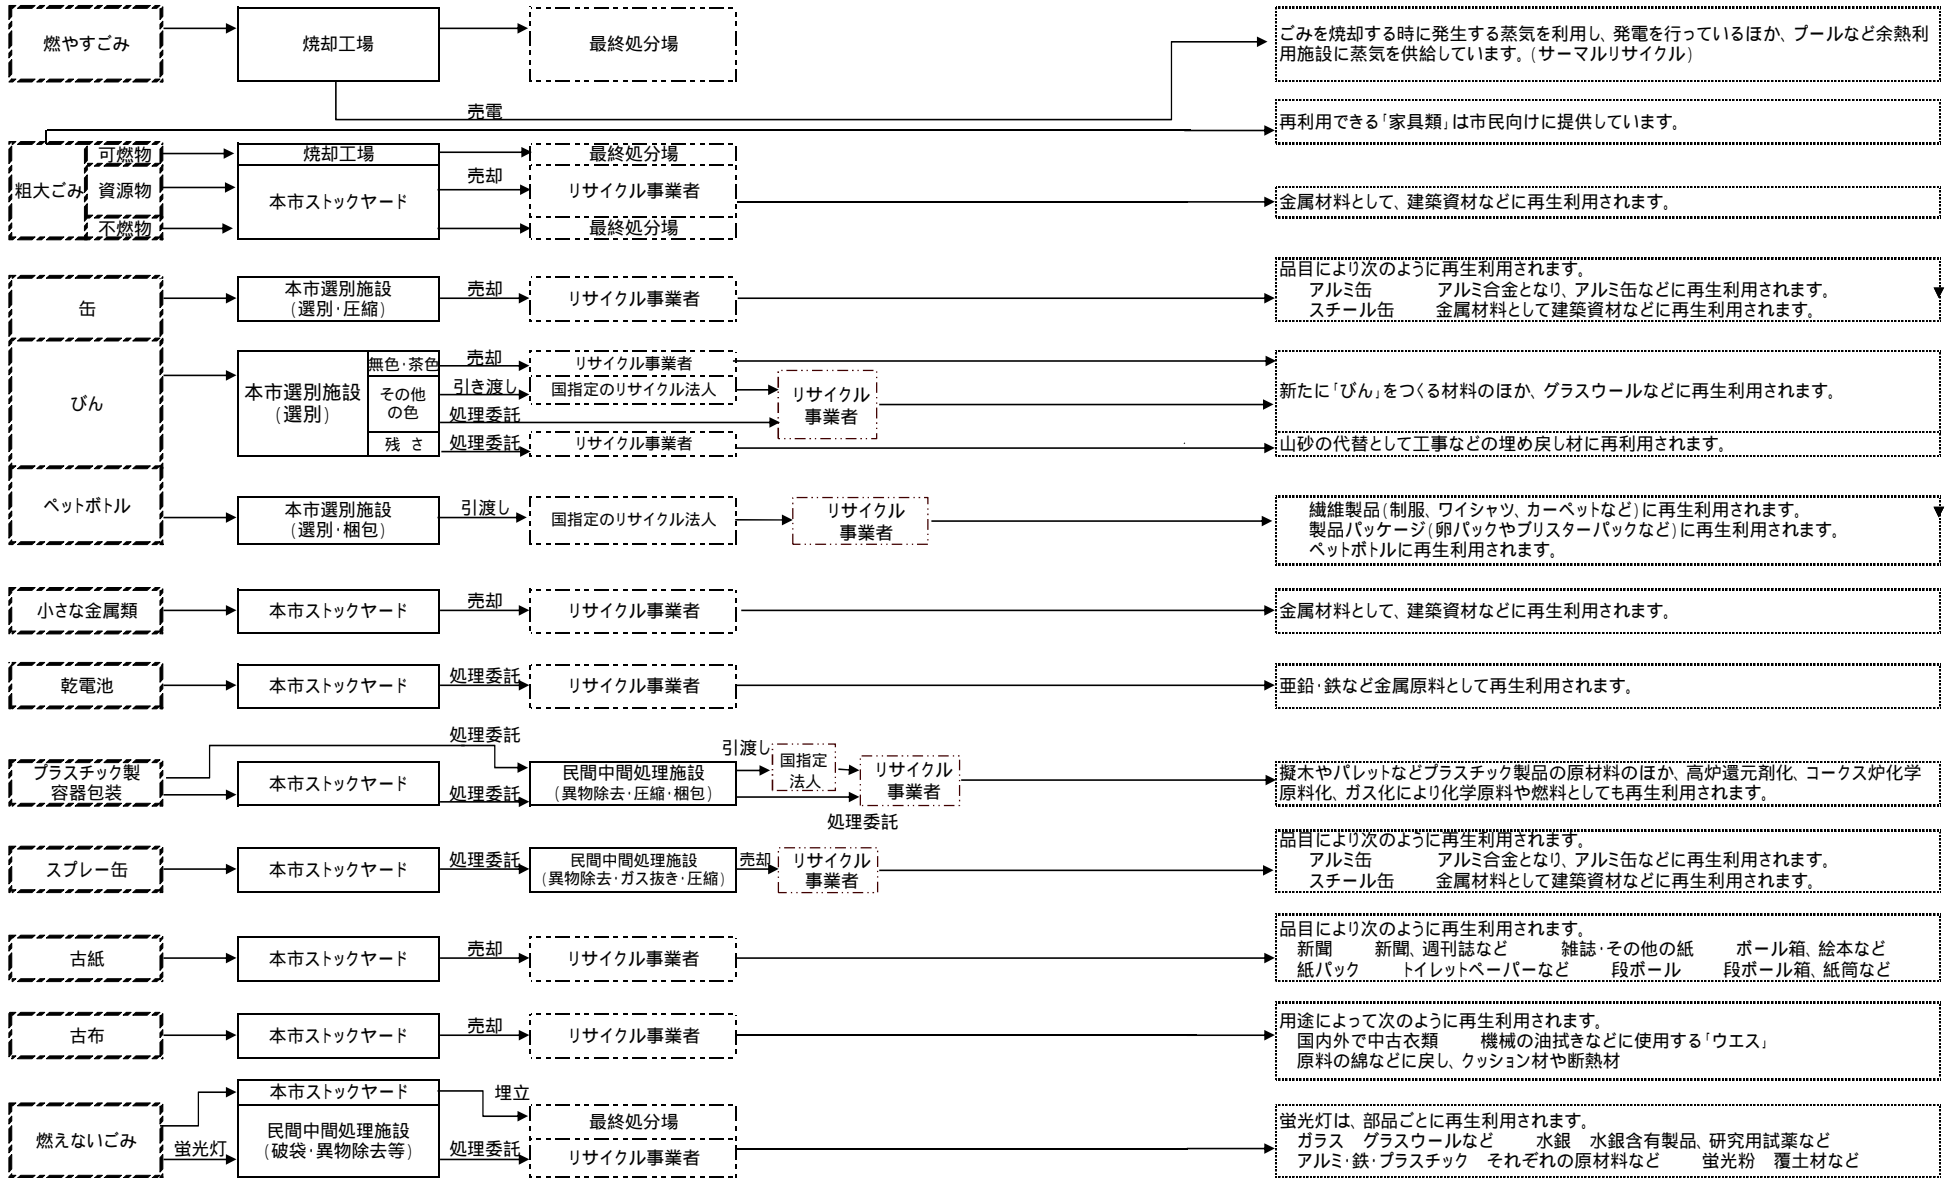 燃やすごみ
焼却工場
最終処分場
ごみを焼却する時に発生する蒸気を利用し、発電を行っているほか、プールなど余熱利
用施設に蒸気を供給しています。(サーマルリサイクル)
売電
再利用できる「家具類」は市民向けに提供しています。
粗大ごみ
可燃物
焼却工場
最終処分場
資源物
本市ストックヤード
売却
リサイクル事業者
金属材料として、建築資材などに再生利用されます。
不燃物
最終処分場
缶
本市選別施設
(選別・圧縮)
売却
リサイクル事業者
品目により次のように再生利用されます。
アルミ缶 アルミ合金となり、アルミ缶などに再生利用されます。
スチール缶 金属材料として建築資材などに再生利用されます。
びん
本市選別施設
(選別)
無色・茶色
売却
リサイクル事業者
その他
の色
引き渡し
国指定のリサイクル法人
処理委託
リサイクル
事業者
新たに「びん」をつくる材料のほか、グラスウールなどに再生利用されます。
残 さ
処理委託
リサイクル事業者
山砂の代替として工事などの埋め戻し材に再利用されます。
ペットボトル
本市選別施設
(選別・梱包)
引渡し
国指定のリサイクル法人
リサイクル
事業者
繊維製品(制服、ワイシャツ、カーペットなど)に再生利用されます。
製品パッケージ(卵パックやブリスターパックなど)に再生利用されます。
ペットボトルに再生利用されます。
小さな金属類
本市ストックヤード
売却
リサイクル事業者
金属材料として、建築資材などに再生利用されます。
乾電池
本市ストックヤード
処理委託
リサイクル事業者
亜鉛・鉄など金属原料として再生利用されます。
プラスチック製
容器包装
処理委託
本市ストックヤード
処理委託
民間中間処理施設
(異物除去・圧縮・梱包)
引渡し
国指定
法人
リサイクル
事業者
処理委託
擬木やパレットなどプラスチック製品の原材料のほか、高炉還元剤化、コークス炉化学
原料化、ガス化により化学原料や燃料としても再生利用されます。
スプレー缶
本市ストックヤード
処理委託
民間中間処理施設
(異物除去・ガス抜き・圧縮)
売却
リサイクル
事業者
品目により次のように再生利用されます。
アルミ缶 アルミ合金となり、アルミ缶などに再生利用されます。
スチール缶 金属材料として建築資材などに再生利用されます。
古紙
本市ストックヤード
売却
リサイクル事業者
品目により次のように再生利用されます。
新聞 新聞、週刊誌など 雑誌・その他の紙 ボール箱、絵本など
紙パック トイレットペーパーなど 段ボール 段ボール箱、紙筒など
古布
本市ストックヤード
売却
リサイクル事業者
用途によって次のように再生利用されます。
国内外で中古衣類 機械の油拭きなどに使用する「ウエス」
原料の綿などに戻し、クッション材や断熱材
燃えないごみ
本市ストックヤード
埋立
最終処分場
蛍光灯
民間中間処理施設
(破袋・異物除去等)
処理委託
リサイクル事業者
蛍光灯は、部品ごとに再生利用されます。
ガラス グラスウールなど 水銀 水銀含有製品、研究用試薬など
アルミ・鉄・プラスチック それぞれの原材料など 蛍光粉 覆土材など